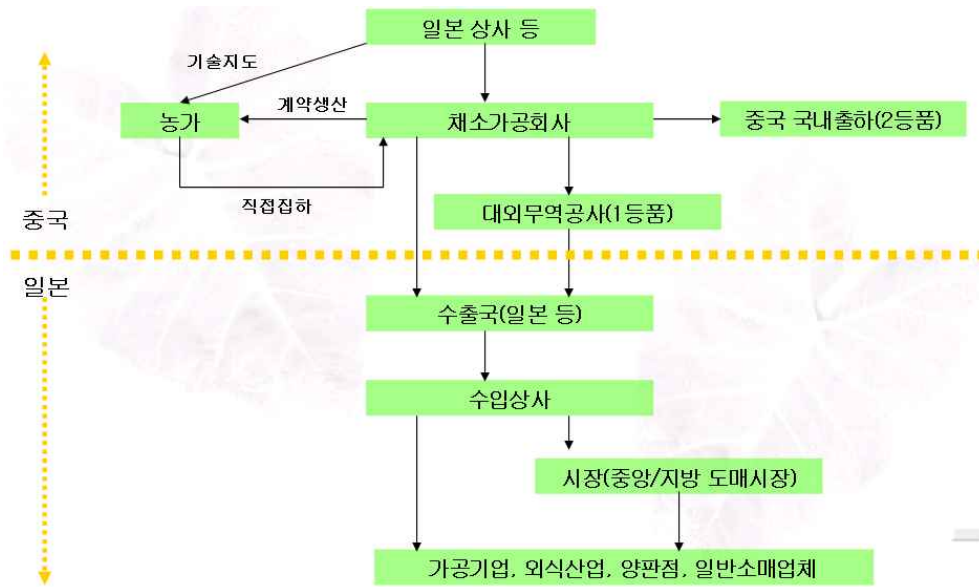 일본 상사 등
기술지도
계약생산
농가
채소가공회사
중국 국내출하(2등품)
직접집하
대외무역공사(1등품)
중국
일본
수출국(일본 등)
수입상사
시장(중앙/지방 도매시장)
가공기업, 외식산업, 양판점, 일반소매업체